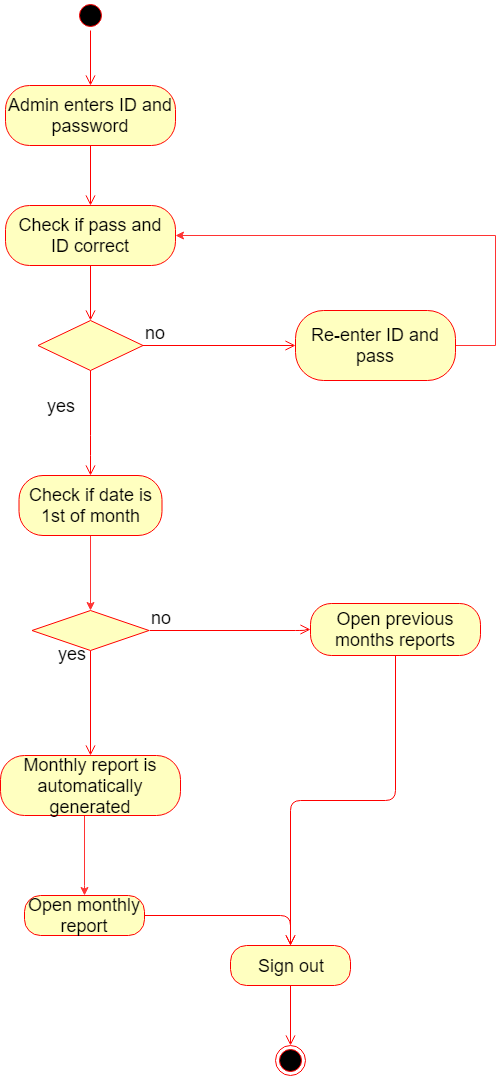 Admin enters ID and
password
Check if pass and
ID correct
no
Re-enter ID and
pass
yes
Check if date is
1st of month
no
Open previous
months reports
yes
Monthly report is
automatically
generated
Open monthly
report
Sign out